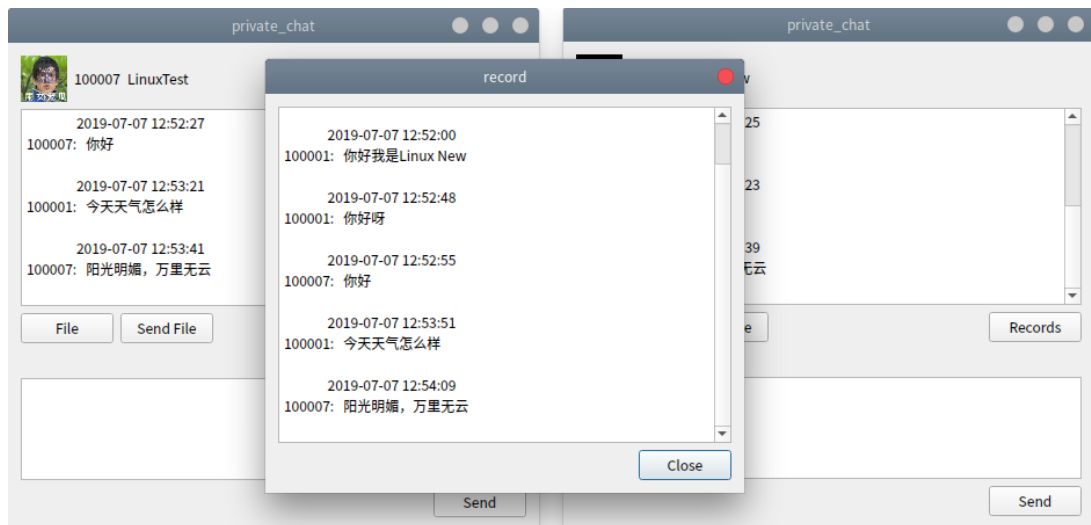 private_chat
100007 LinuxTest
2019-07-07 12:52:27
100007: 你好
2019-07-07 12:53:21
100001: 今天天气怎么样
2019-07-07 12:53:41
100007: 阳光明媚，万里无云
File
Send File
Send
record
2019-07-07 12:52:00
100001: 你好我是Linux New
2019-07-07 12:52:48
100001: 你好呀
2019-07-07 12:52:55
100007: 你好
2019-07-07 12:53:51
100001: 今天天气怎么样
2019-07-07 12:54:09
100007: 阳光明媚，万里无云
Close
private_chat
w
25
23
39
无云
e
Records
Send